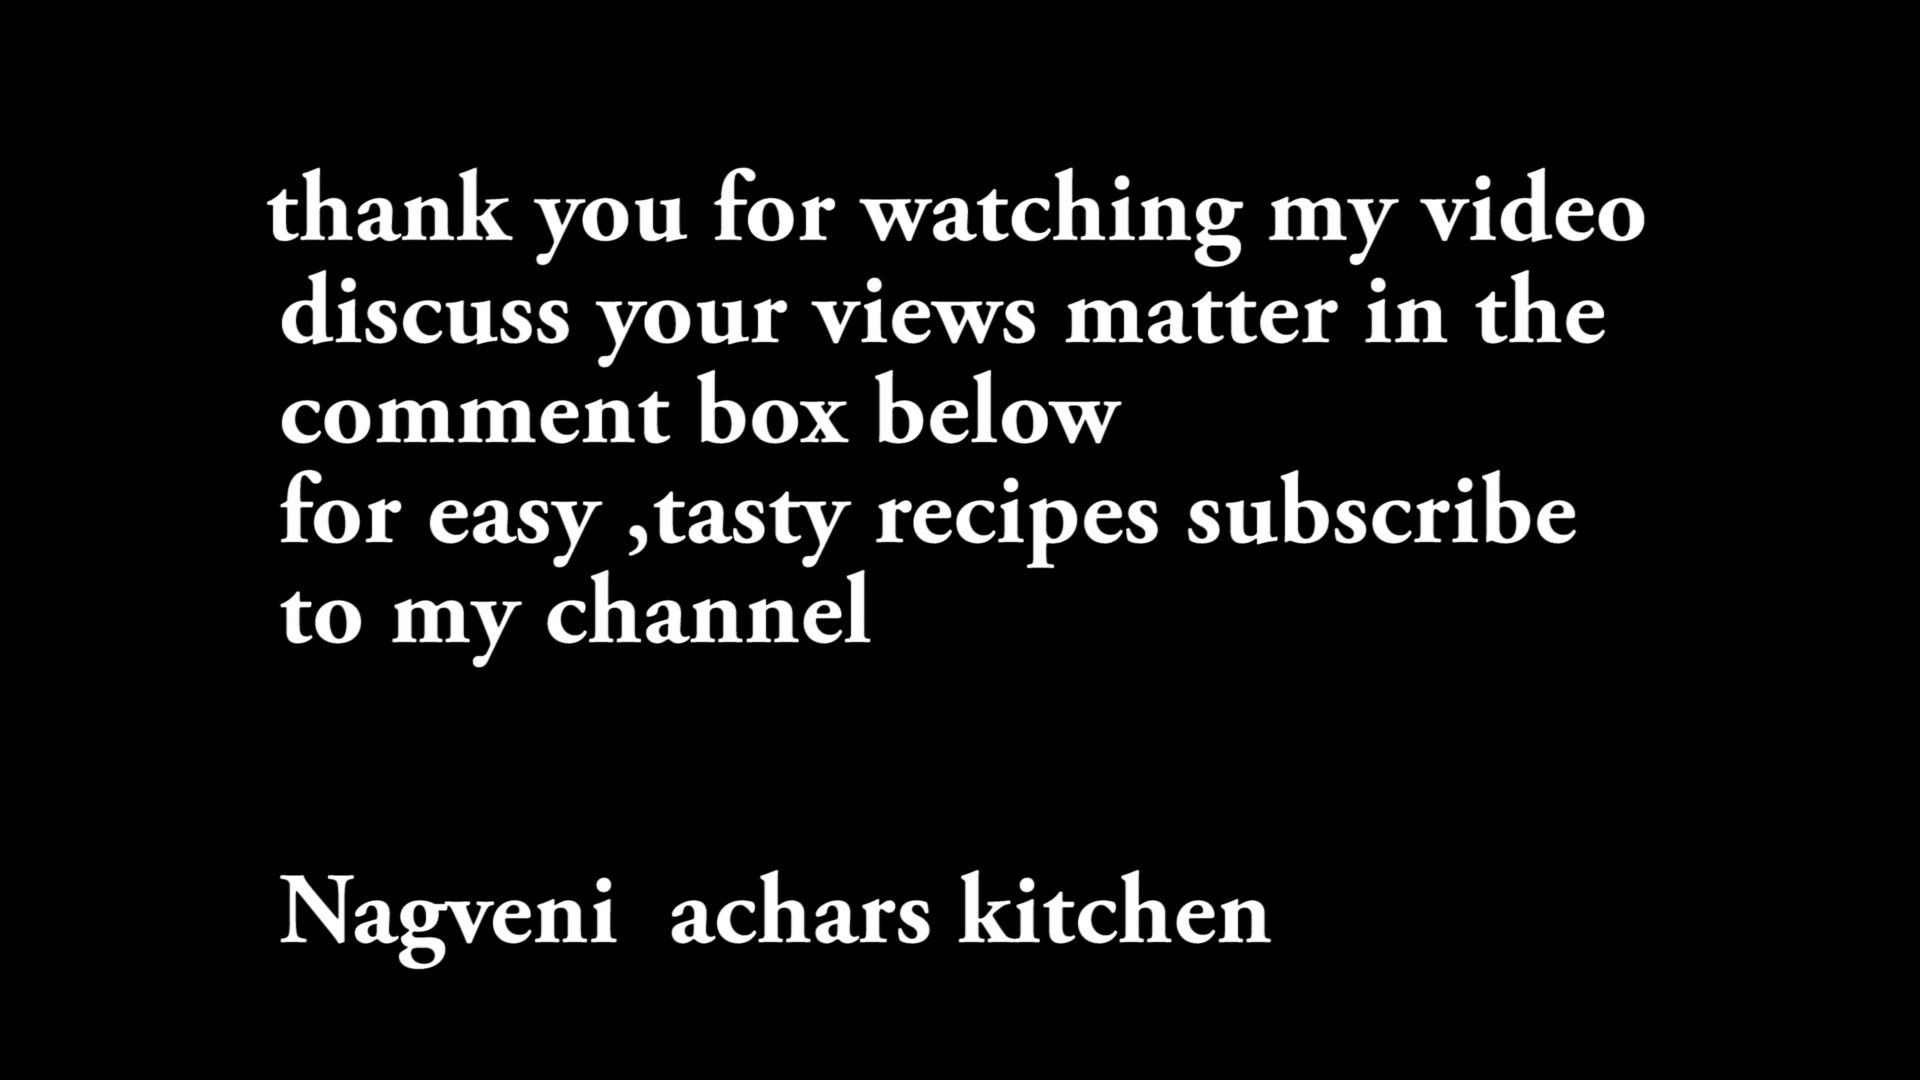 thank you for watching my video
discuss your views matter in the
comment box below
for easy ,tasty recipes subscribe
to my channel
Nagveni  achars kitchen